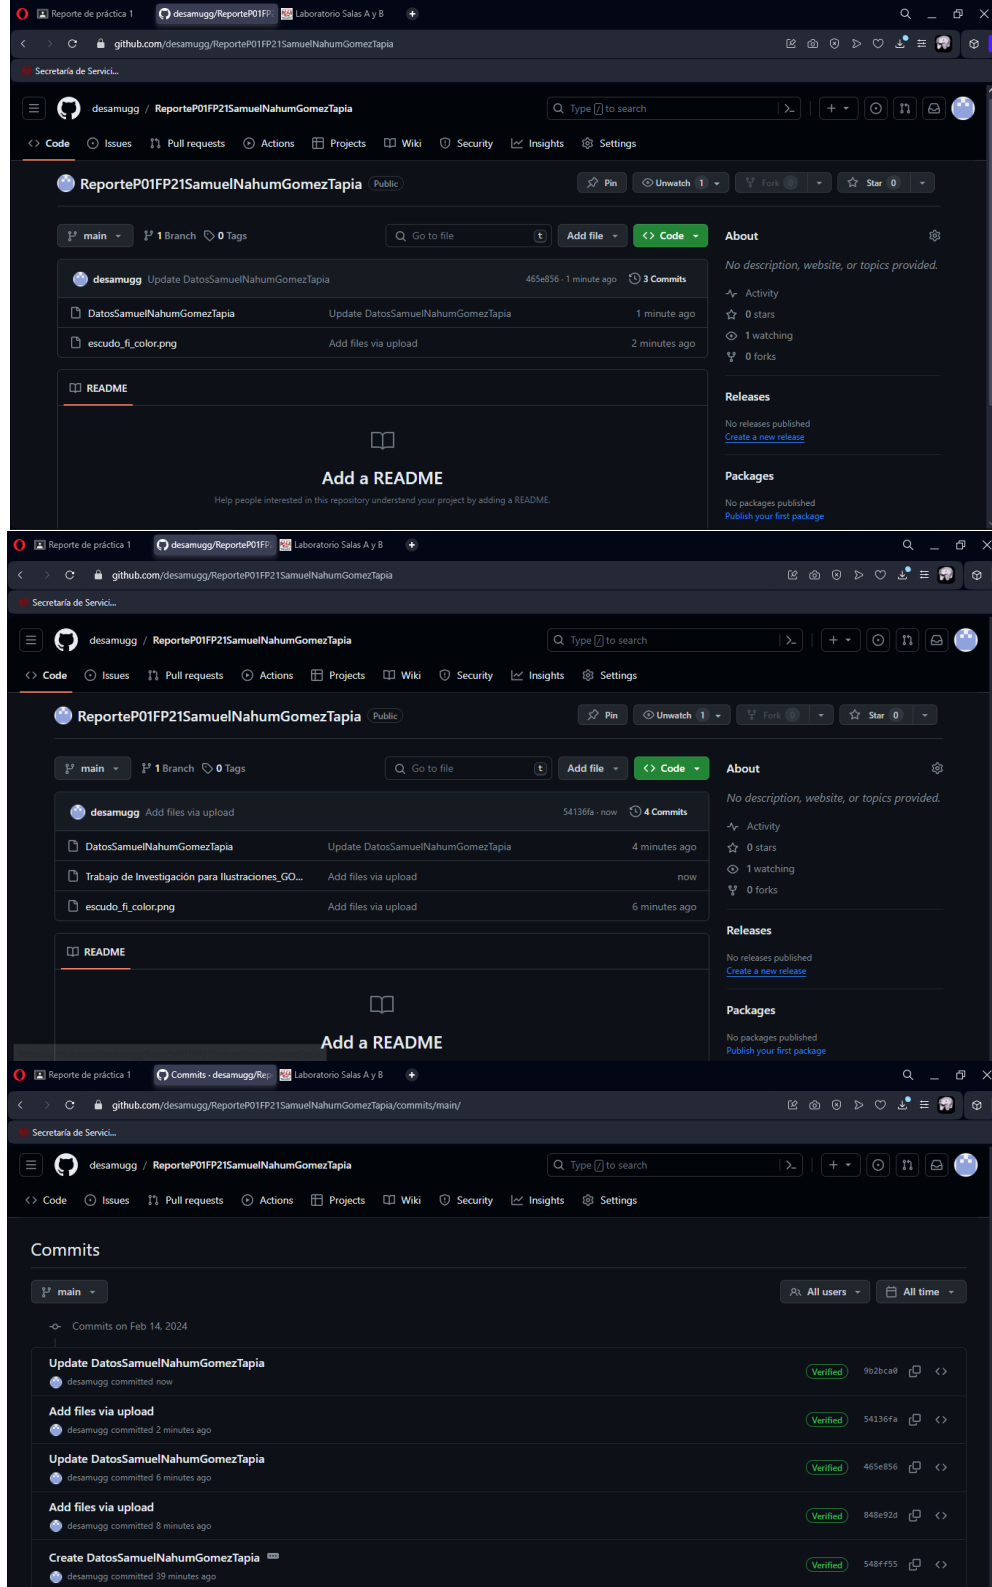 Reporte de práctica 1 desamugg/ReporteP01FP2 Laboratorio Salas A y B
github.com/desamugg/ReporteP01FP21SamuelNahumGomezTapia
Secretaría de Servici...
desamugg / ReporteP01FP21SamuelNahumGomezTapia Type / to search
Code Issues Pull requests Actions Projects Wiki Security Insights Settings
ReporteP01FP21SamuelNahumGomezTapia Public Pin Unwatch 1 Fork 0 Star 0
main 1 Branch 0 Tags Go to file t Add file Code About
No description, website, or topics provided.
desamugg Update DatosSamuelNahumGomezTapia 465e856 · 1 minute ago 3 Commits
Activity
DatosSamuelNahumGomezTapia Update DatosSamuelNahumGomezTapia 1 minute ago
0 stars
1 watching
escudo_fi_color.png Add files via upload 2 minutes ago
0 forks
README
Releases
No releases published
Create a new release
Add a README
Packages
Help people interested in this repository understand your project by adding a README.
No packages published
Publish your first package
Reporte de práctica 1 desamugg/ReporteP01FP Laboratorio Salas A y B
github.com/desamugg/ReporteP01FP21SamuelNahumGomezTapia
Secretaría de Servici...
desamugg / ReporteP01FP21SamuelNahumGomezTapia Type / to search
Code Issues Pull requests Actions Projects Wiki Security Insights Settings
ReporteP01FP21SamuelNahumGomezTapia Public Pin Unwatch 1 Fork 0 Star 0
main 1 Branch 0 Tags Go to file t Add file Code About
No description, website, or topics provided.
desamugg Add files via upload 54136fa · now 4 Commits
Activity
DatosSamuelNahumGomezTapia Update DatosSamuelNahumGomezTapia 4 minutes ago
0 stars
1 watching
Trabajo de Investigación para Ilustraciones_GO... Add files via upload now
0 forks
escudo_fi_color.png Add files via upload 6 minutes ago
Releases
README
No releases published
Create a new release
Packages
No packages published
Add a README
Publish your first package
Reporte de práctica 1 Commits · desamugg/Rep Laboratorio Salas A y B
github.com/desamugg/ReporteP01FP21SamuelNahumGomezTapia/commits/main/
Secretaría de Servici...
desamugg / ReporteP01FP21SamuelNahumGomezTapia Type / to search
Code Issues Pull requests Actions Projects Wiki Security Insights Settings
Commits
main All users All time
Commits on Feb 14, 2024
Update DatosSamuelNahumGomezTapia
desamugg committed now Verified 9b2bca0
Add files via upload
desamugg committed 2 minutes ago Verified 54136fa
Update DatosSamuelNahumGomezTapia
desamugg committed 6 minutes ago Verified 465e856
Add files via upload
desamugg committed 8 minutes ago Verified 848e92d
Create DatosSamuelNahumGomezTapia
desamugg committed 39 minutes ago Verified 548ff55